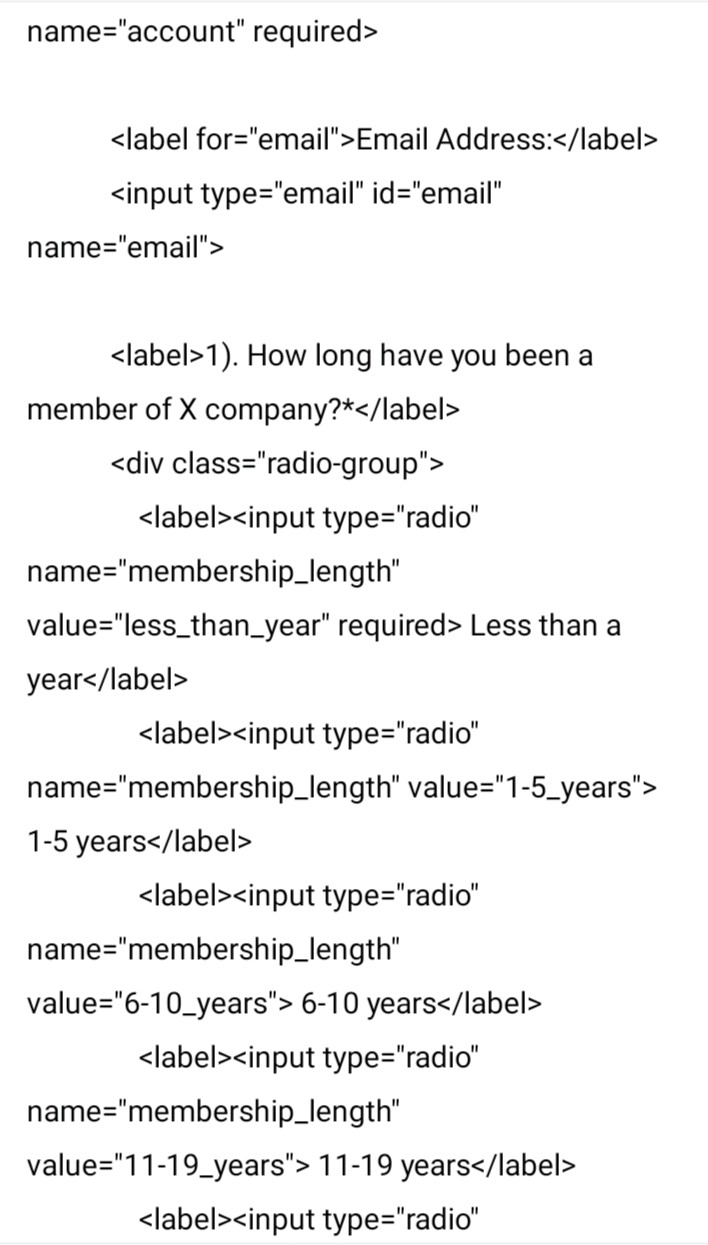 name="account" required>
<label for="email">Email Address:</label>
<input type="email" id="email"
name="email">
<label>1). How long have you been a
member of X company?*</label>
<div class="radio-group">
<label><input type="radio"
name="membership_length"
value="less_than_year" required> Less than a
year</label>
<label><input type="radio"
name="membership_length" value="1-5_years">
1-5 years</label>
<label><input type="radio"
name="membership_length"
value="6-10_years"> 6-10 years</label>
<label><input type="radio"
name="membership_length"
value="11-19_years"> 11-19 years</label>
<label><input type="radio"